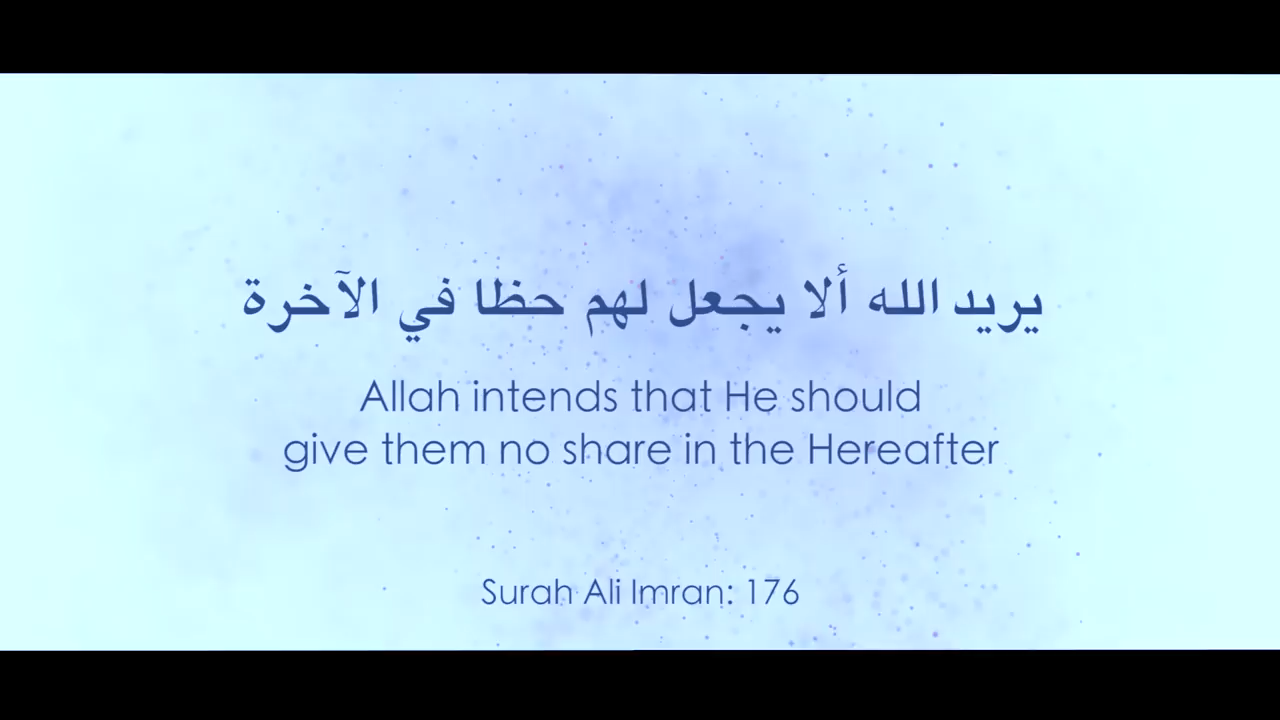 يريد الله ألا يجعل لهم حظا في الآخرة
Allah intends that He should
give them no share in the Hereafter
Surah Ali Imran: 176